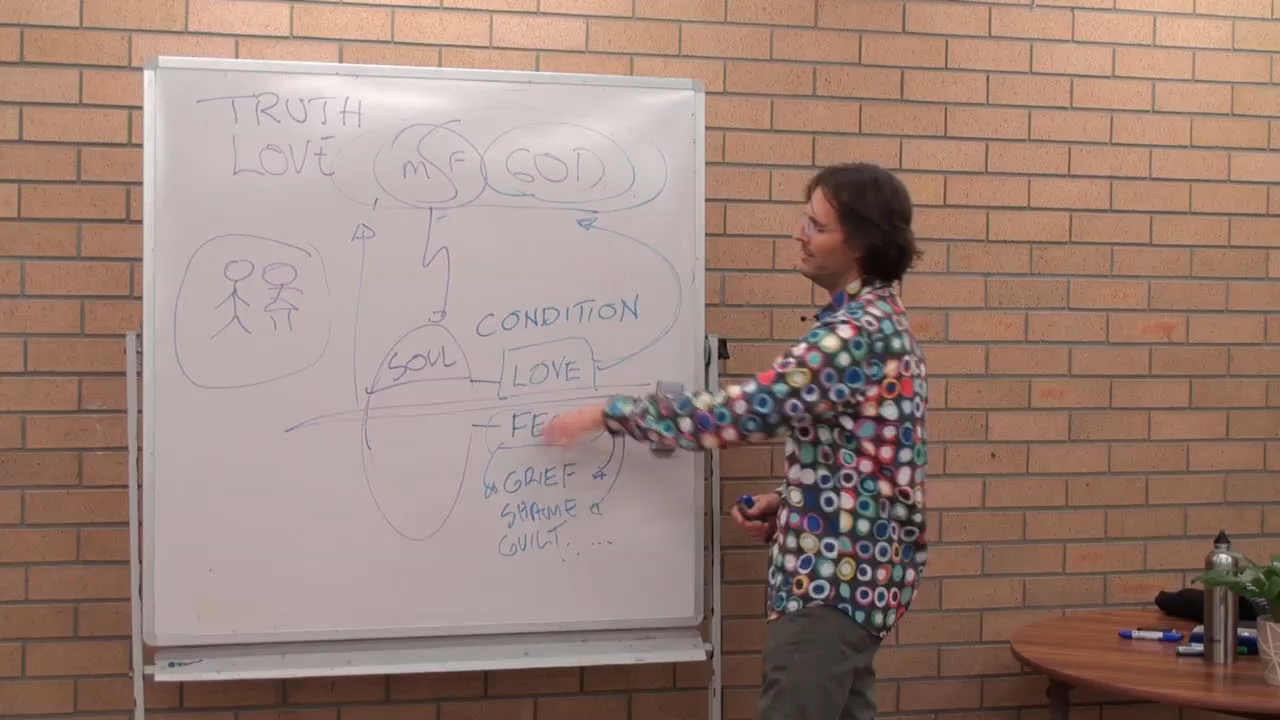 TRUTH
LOVE
M F GOD
CONDITION
SOUL
LOVE
GRIEF
SHAME
GUILT. ...